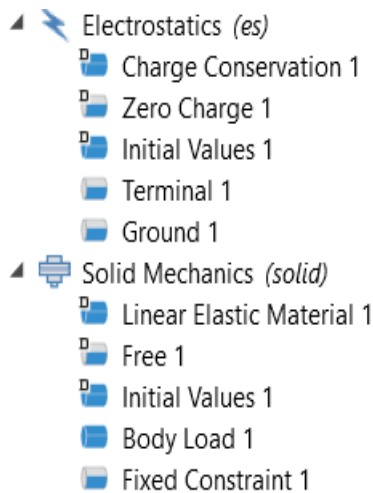 Electrostatics (es)
D Charge Conservation 1
D Zero Charge 1
D Initial Values 1
Terminal 1
Ground 1
Solid Mechanics (solid)
D Linear Elastic Material 1
D Free 1
D Initial Values 1
Body Load 1
Fixed Constraint 1